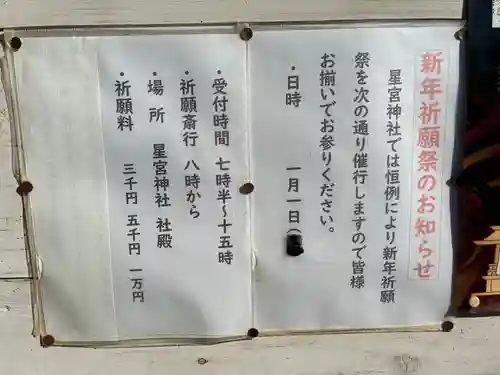 新年祈願祭のお知らせ
星宮神社では恒例により新年祈願
祭を次の通り催行しますので皆様
お揃いでお参りください。
・日時　一月一日（
・受付時間　七時半～十五時
・祈願斎行　八時から
・場所　星宮神社　社殿
・祈願料　三千円　五千円　一万円